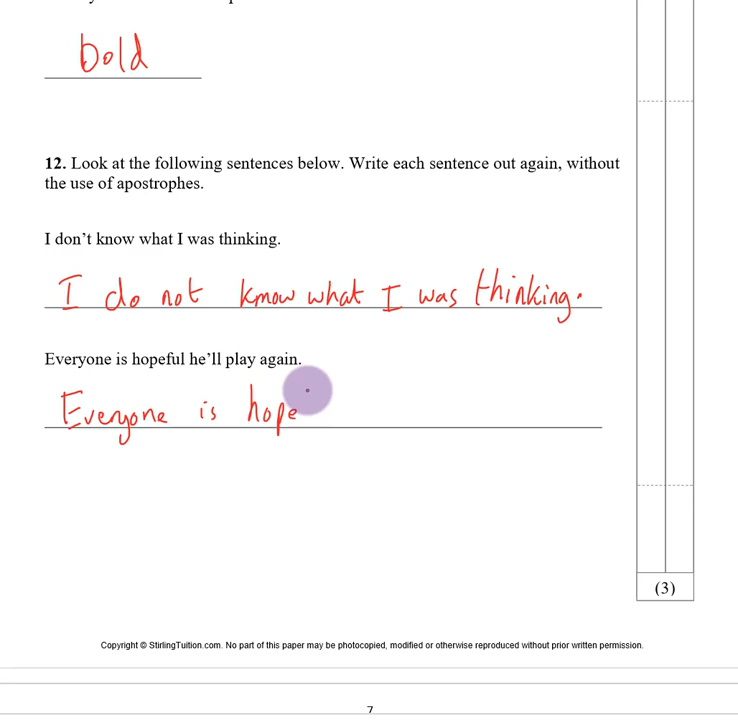 bold
12. Look at the following sentences below. Write each sentence out again, without
the use of apostrophes.
I don't know what I was thinking.
I do not know what I was thinking.
Everyone is hopeful he'll play again.
Everyone is hope
(3)
Copyright © StirlingTuition.com. No part of this paper may be photocopied, modified or otherwise reproduced without prior written permission.
7